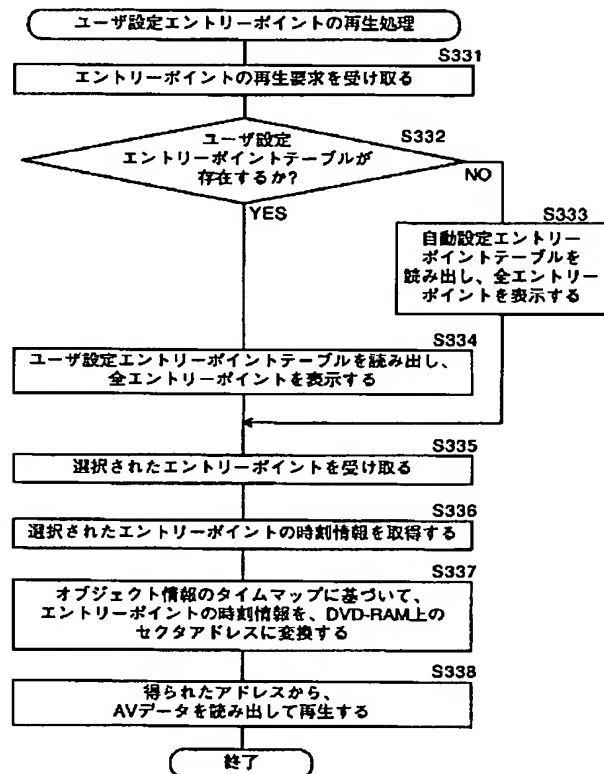 ユーザ設定エントリーポイントの再生処理
S331
エントリーポイントの再生要求を受け取る
S332
ユーザ設定
エントリーポイントテーブルが
存在するか?
NO
YES
S333
自動設定エントリー
ポイントテーブルを
読み出し、全エントリー
ポイントを表示する
S334
ユーザ設定エントリーポイントテーブルを読み出し、
全エントリーポイントを表示する
S335
選択されたエントリーポイントを受け取る
S336
選択されたエントリーポイントの時刻情報を取得する
S337
オブジェクト情報のタイムマップに基づいて、
エントリーポイントの時刻情報を、DVD-RAM上の
セクタアドレスに変換する
S338
得られたアドレスから、
AVデータを読み出して再生する
終了